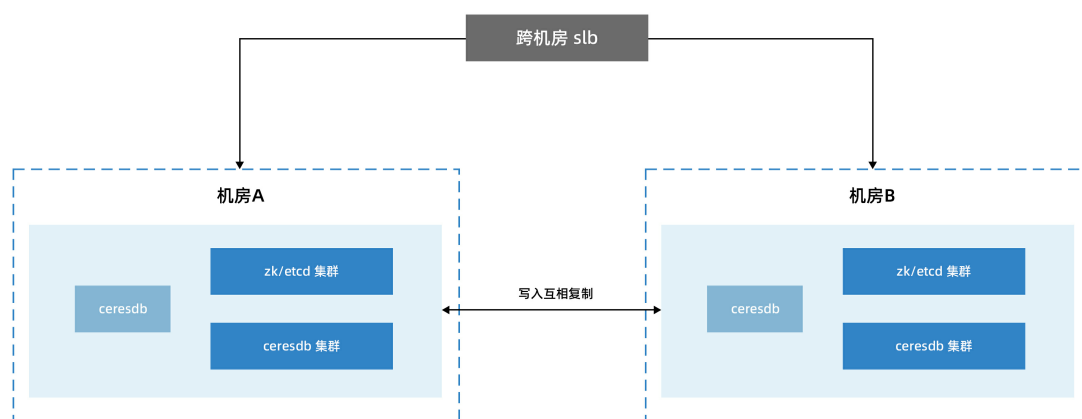 跨机房 slb
机房A
机房B
zk/etcd 集群
ceresdb
ceresdb 集群
写入互相复制
zk/etcd 集群
ceresdb
ceresdb 集群